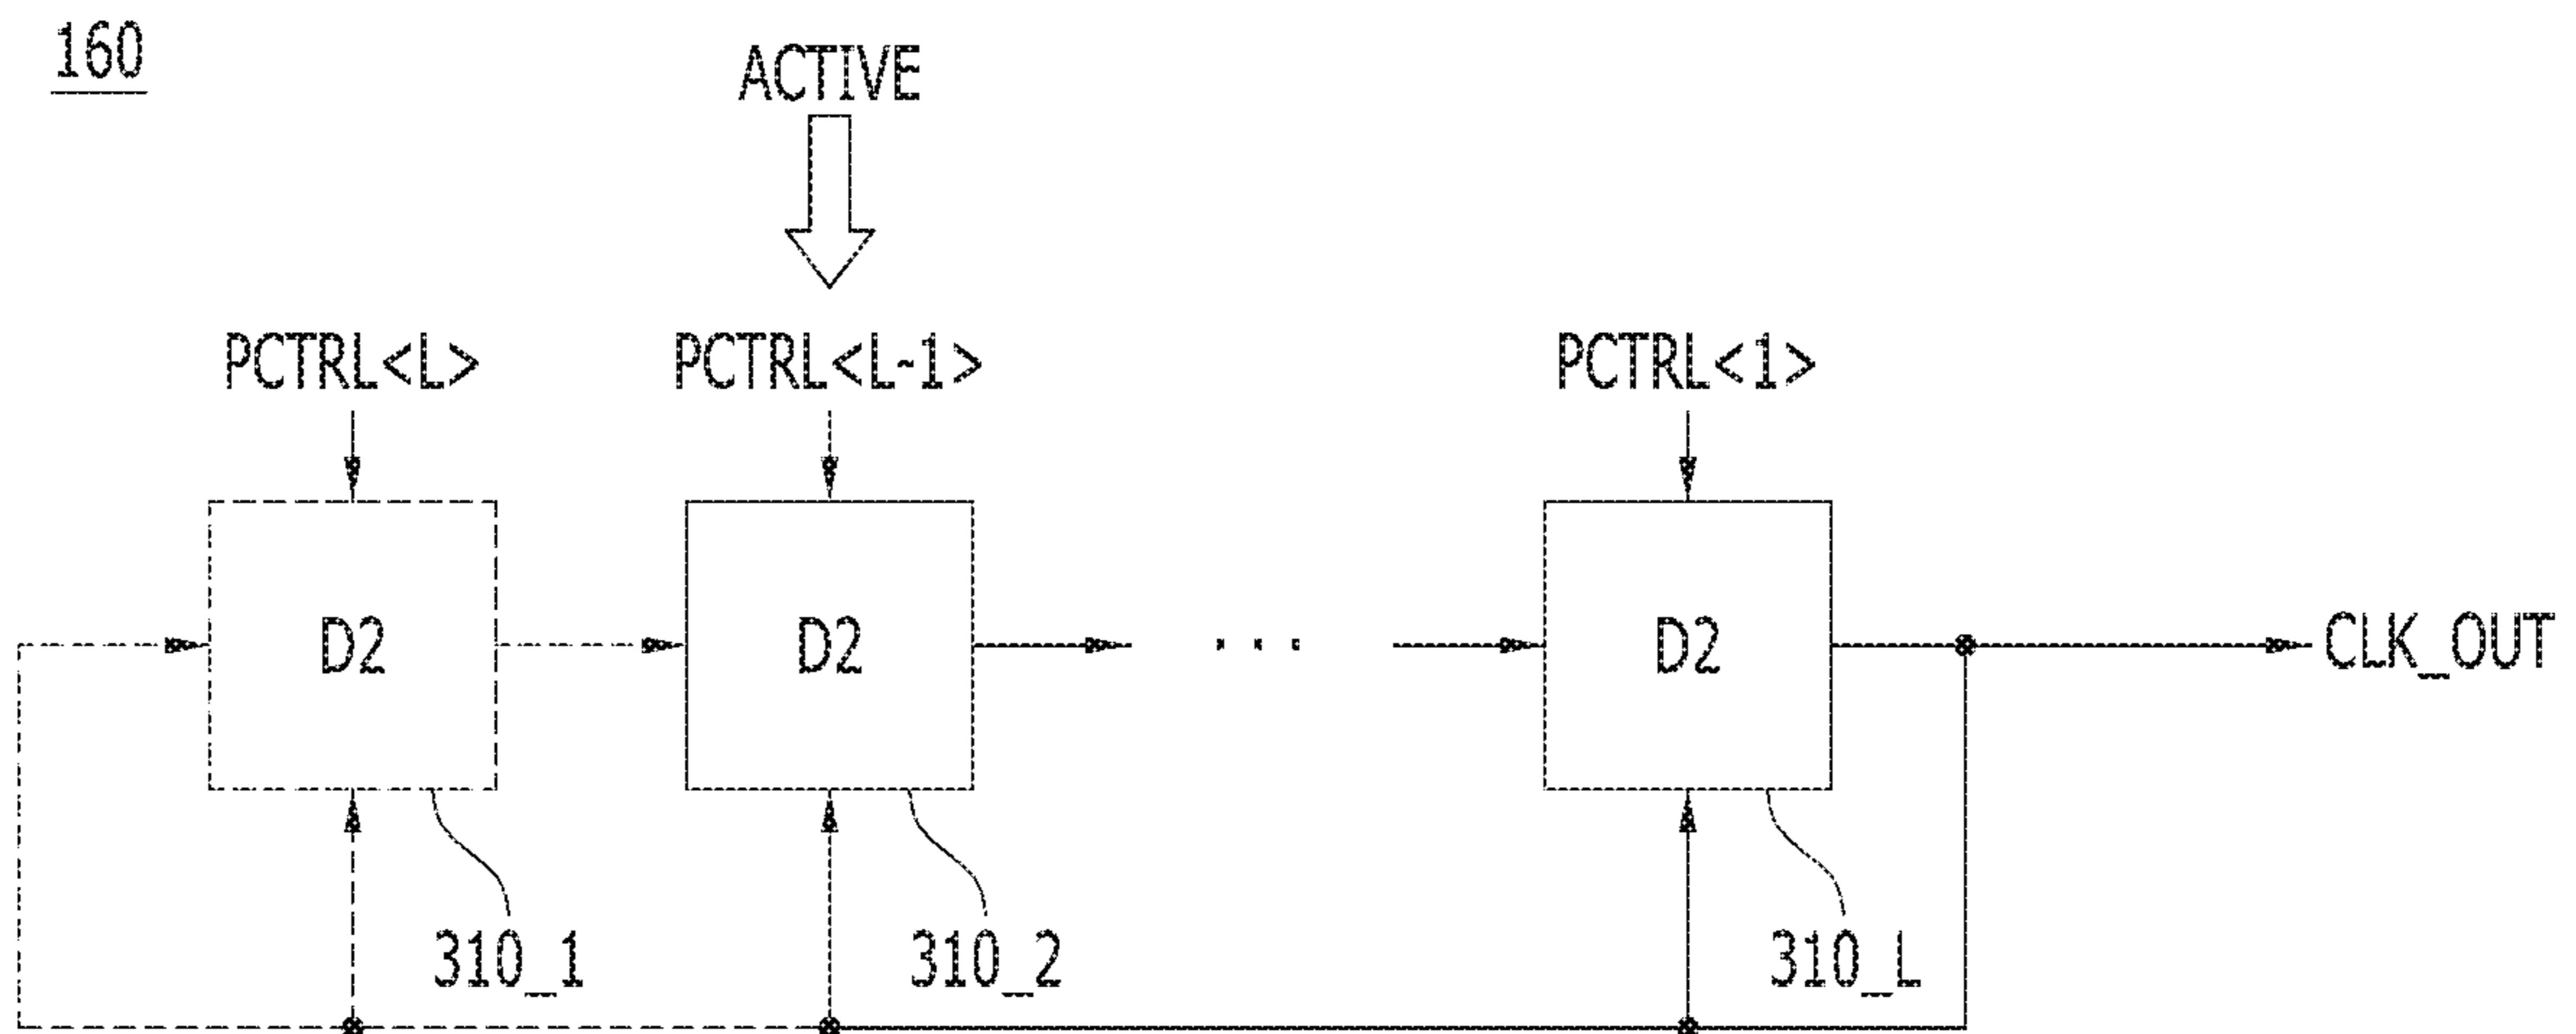 160
ACTIVE
PCTRL<L>
PCTRL<L-1>
PCTRL<1>
D2
D2
. . .
D2
CLK_OUT
310_1
310_2
310_L